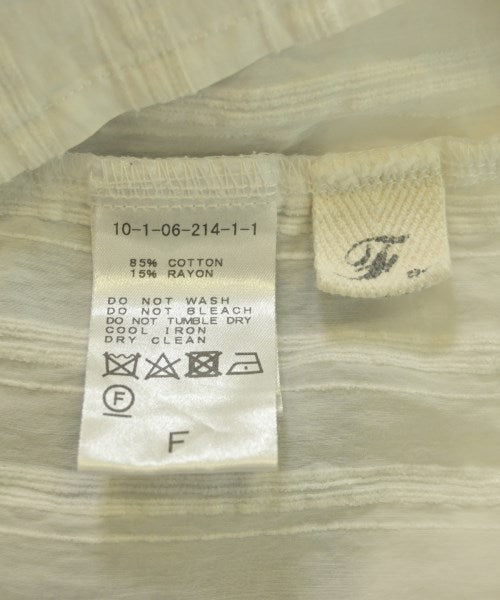 10-1-06-214-1-1
85% COTTON
15% RAYON
DO NOT WASH
DO NOT BLEACH
DO NOT TUMBLE DRY
COOL IRON
DRY CLEAN
F
F
F